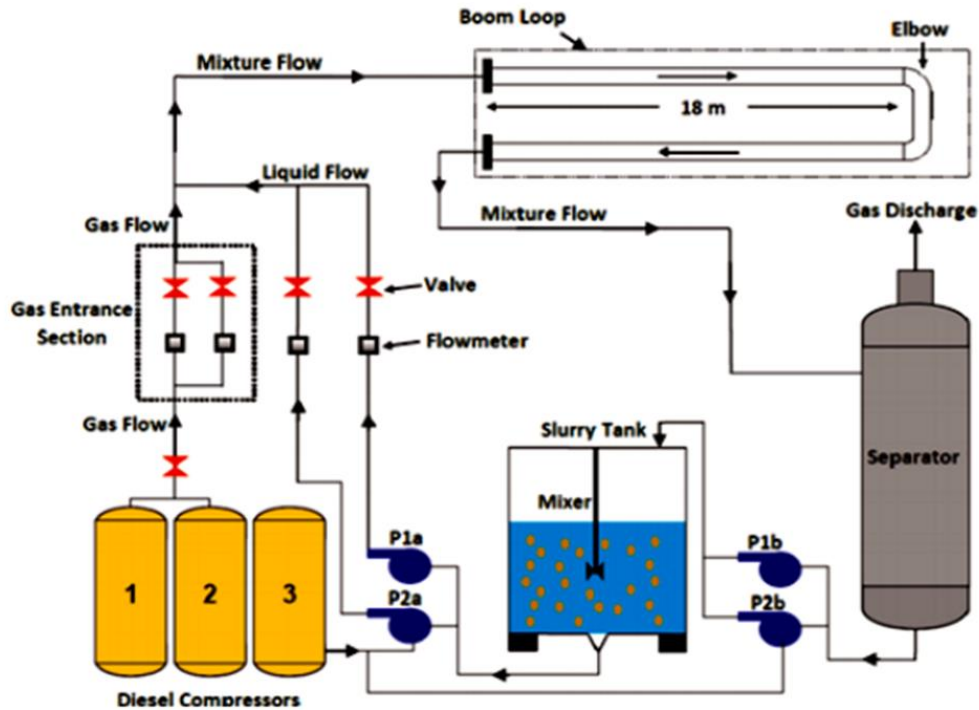 Boom Loop
Elbow
Mixture Flow
18 m
Liquid Flow
Mixture Flow
Gas Discharge
Gas Flow
Valve
Gas Entrance
Section
Flowmeter
Gas Flow
Slurry Tank
Separator
Mixer
P1a
P1b
1
2
3
P2a
P2b
Diesel Compressors